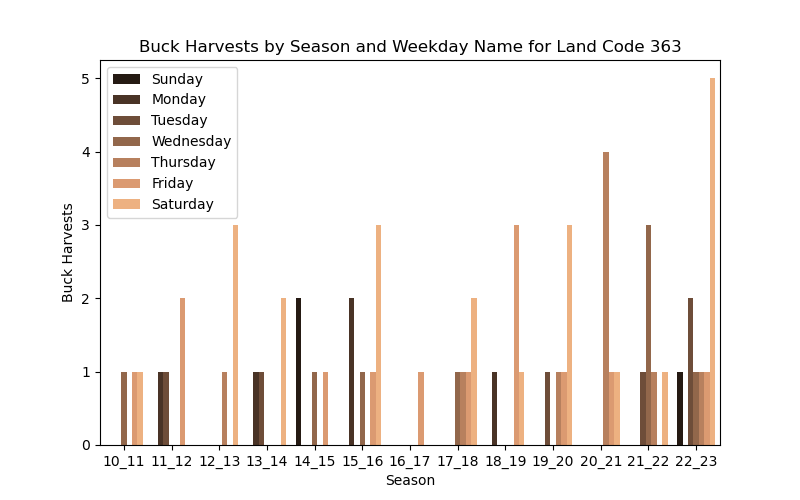 Buck Harvests by Season and Weekday Name for Land Code 363
Sunday
Monday
Tuesday
Wednesday
Thursday
Friday
Saturday
5
4
3
2
1
0
Buck Harvests
10_11 11_12 12_13 13_14 14_15 15_16 16_17 17_18 18_19 19_20 20_21 21_22 22_23
Season